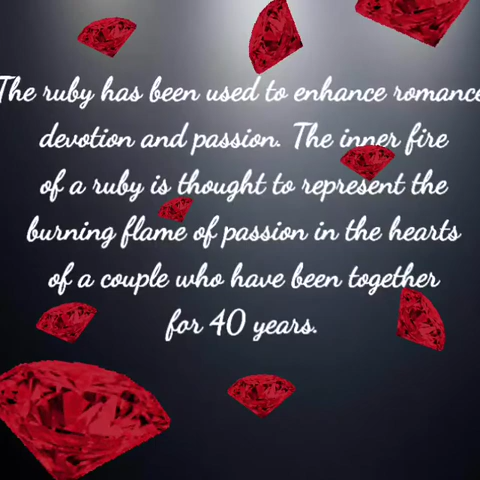 The ruby has been used to enhance romance
devotion and passion. The inner fire
of a ruby is thought to represent the
burning flame of passion in the hearts
of a couple who have been together
for 40 years.